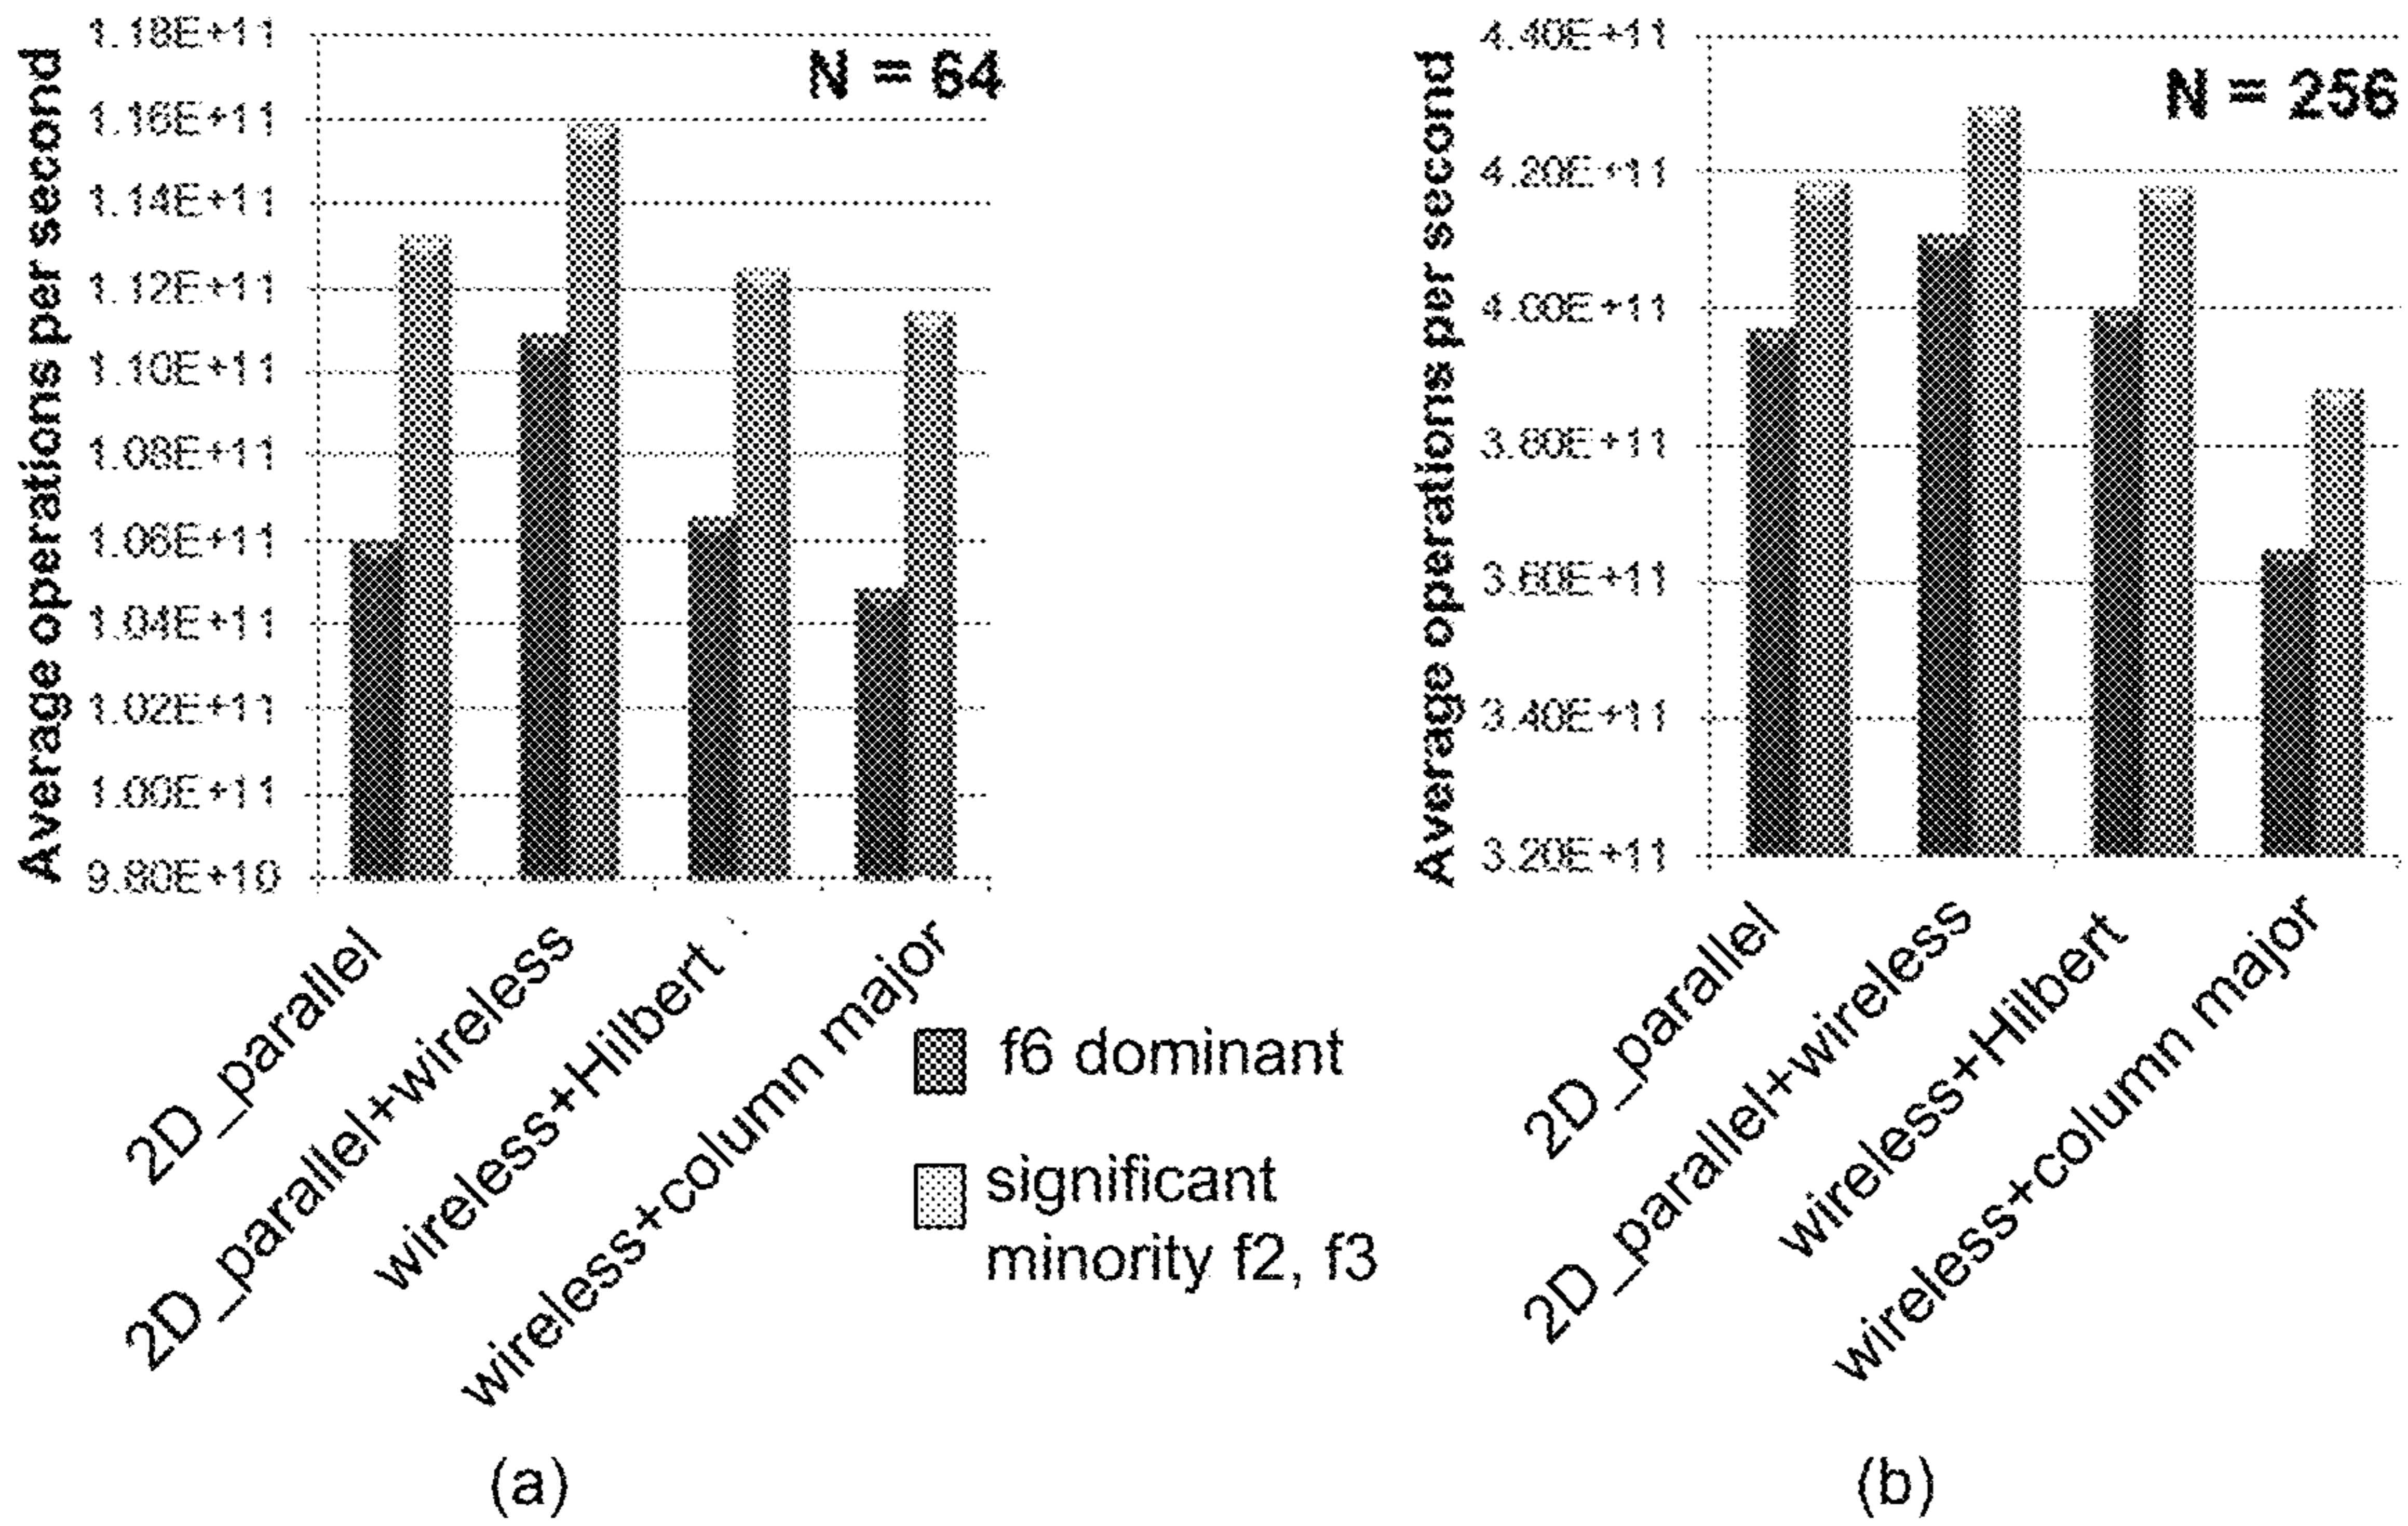 Average operations per second
1.18E+11
1.16E+11
1.14E+11
1.12E+11
1.10E+11
1.08E+11
1.06E+11
1.04E+11
1.02E+11
1.00E+11
9.80E+10
N = 64
2D_parallel
2D_parallel+wireless
wireless+Hilbert
wireless+column major
(a)
f6 dominant
significant
minority f2, f3
Average operations per second
4.40E+11
4.20E+11
4.00E+11
3.80E+11
3.60E+11
3.40E+11
3.20E+11
N = 256
2D_parallel
2D_parallel+wireless
wireless+Hilbert
wireless+column major
(b)